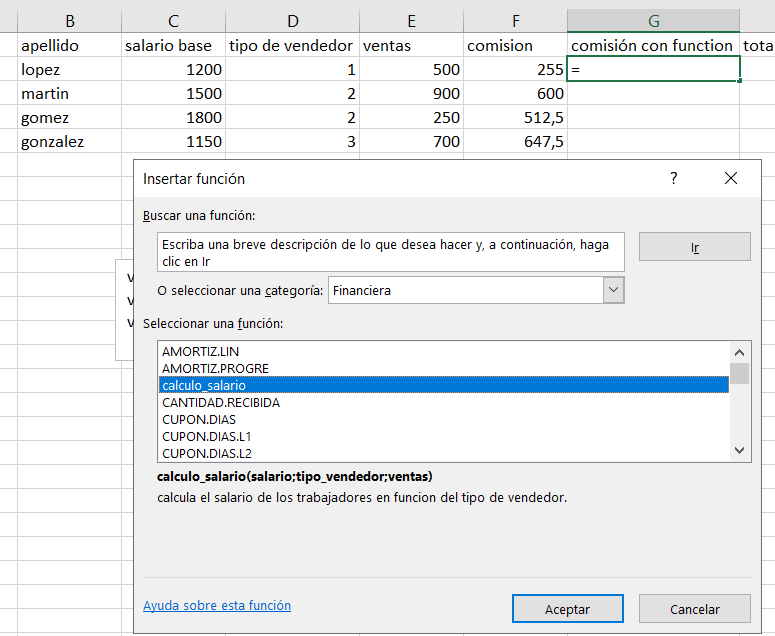 B C D E F G
apellido salario base tipo de vendedor ventas comision comisión con function tota
lopez 1200 1 500 255 =
martin 1500 2 900 600
gomez 1800 2 250 512,5
gonzalez 1150 3 700 647,5
Insertar función ?
Buscar una función:
Escriba una breve descripción de lo que desea hacer y, a continuación, haga
clic en Ir
Ir
O seleccionar una categoría: Financiera
Seleccionar una función:
AMORTIZ.LIN
AMORTIZ.PROGRE
calculo_salario
CANTIDAD.RECIBIDA
CUPON.DIAS
CUPON.DIAS.L1
CUPON.DIAS.L2
calculo_salario(salario;tipo_vendedor;ventas)
calcula el salario de los trabajadores en funcion del tipo de vendedor.
Ayuda sobre esta función
Aceptar Cancelar